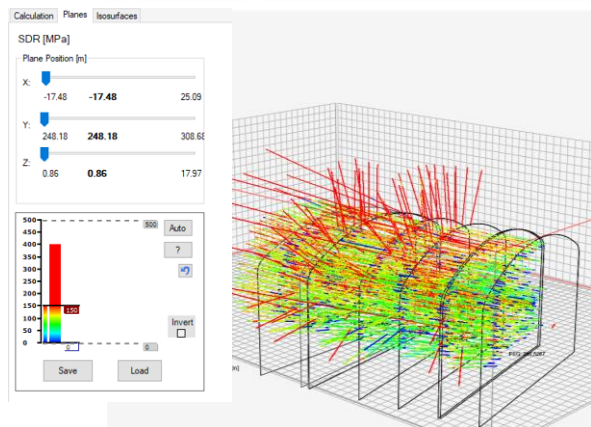 Calculation Planes Isosurfaces
SDR [MPa]
Plane Position [m]
X:
-17.48 -17.48 25.09
Y:
248.18 248.18 308.68
Z:
0.86 0.86 17.97
500 500 Auto
450
400 ?
350
300
250
200
150 150
100 Invert
50
0 0 0
Save Load